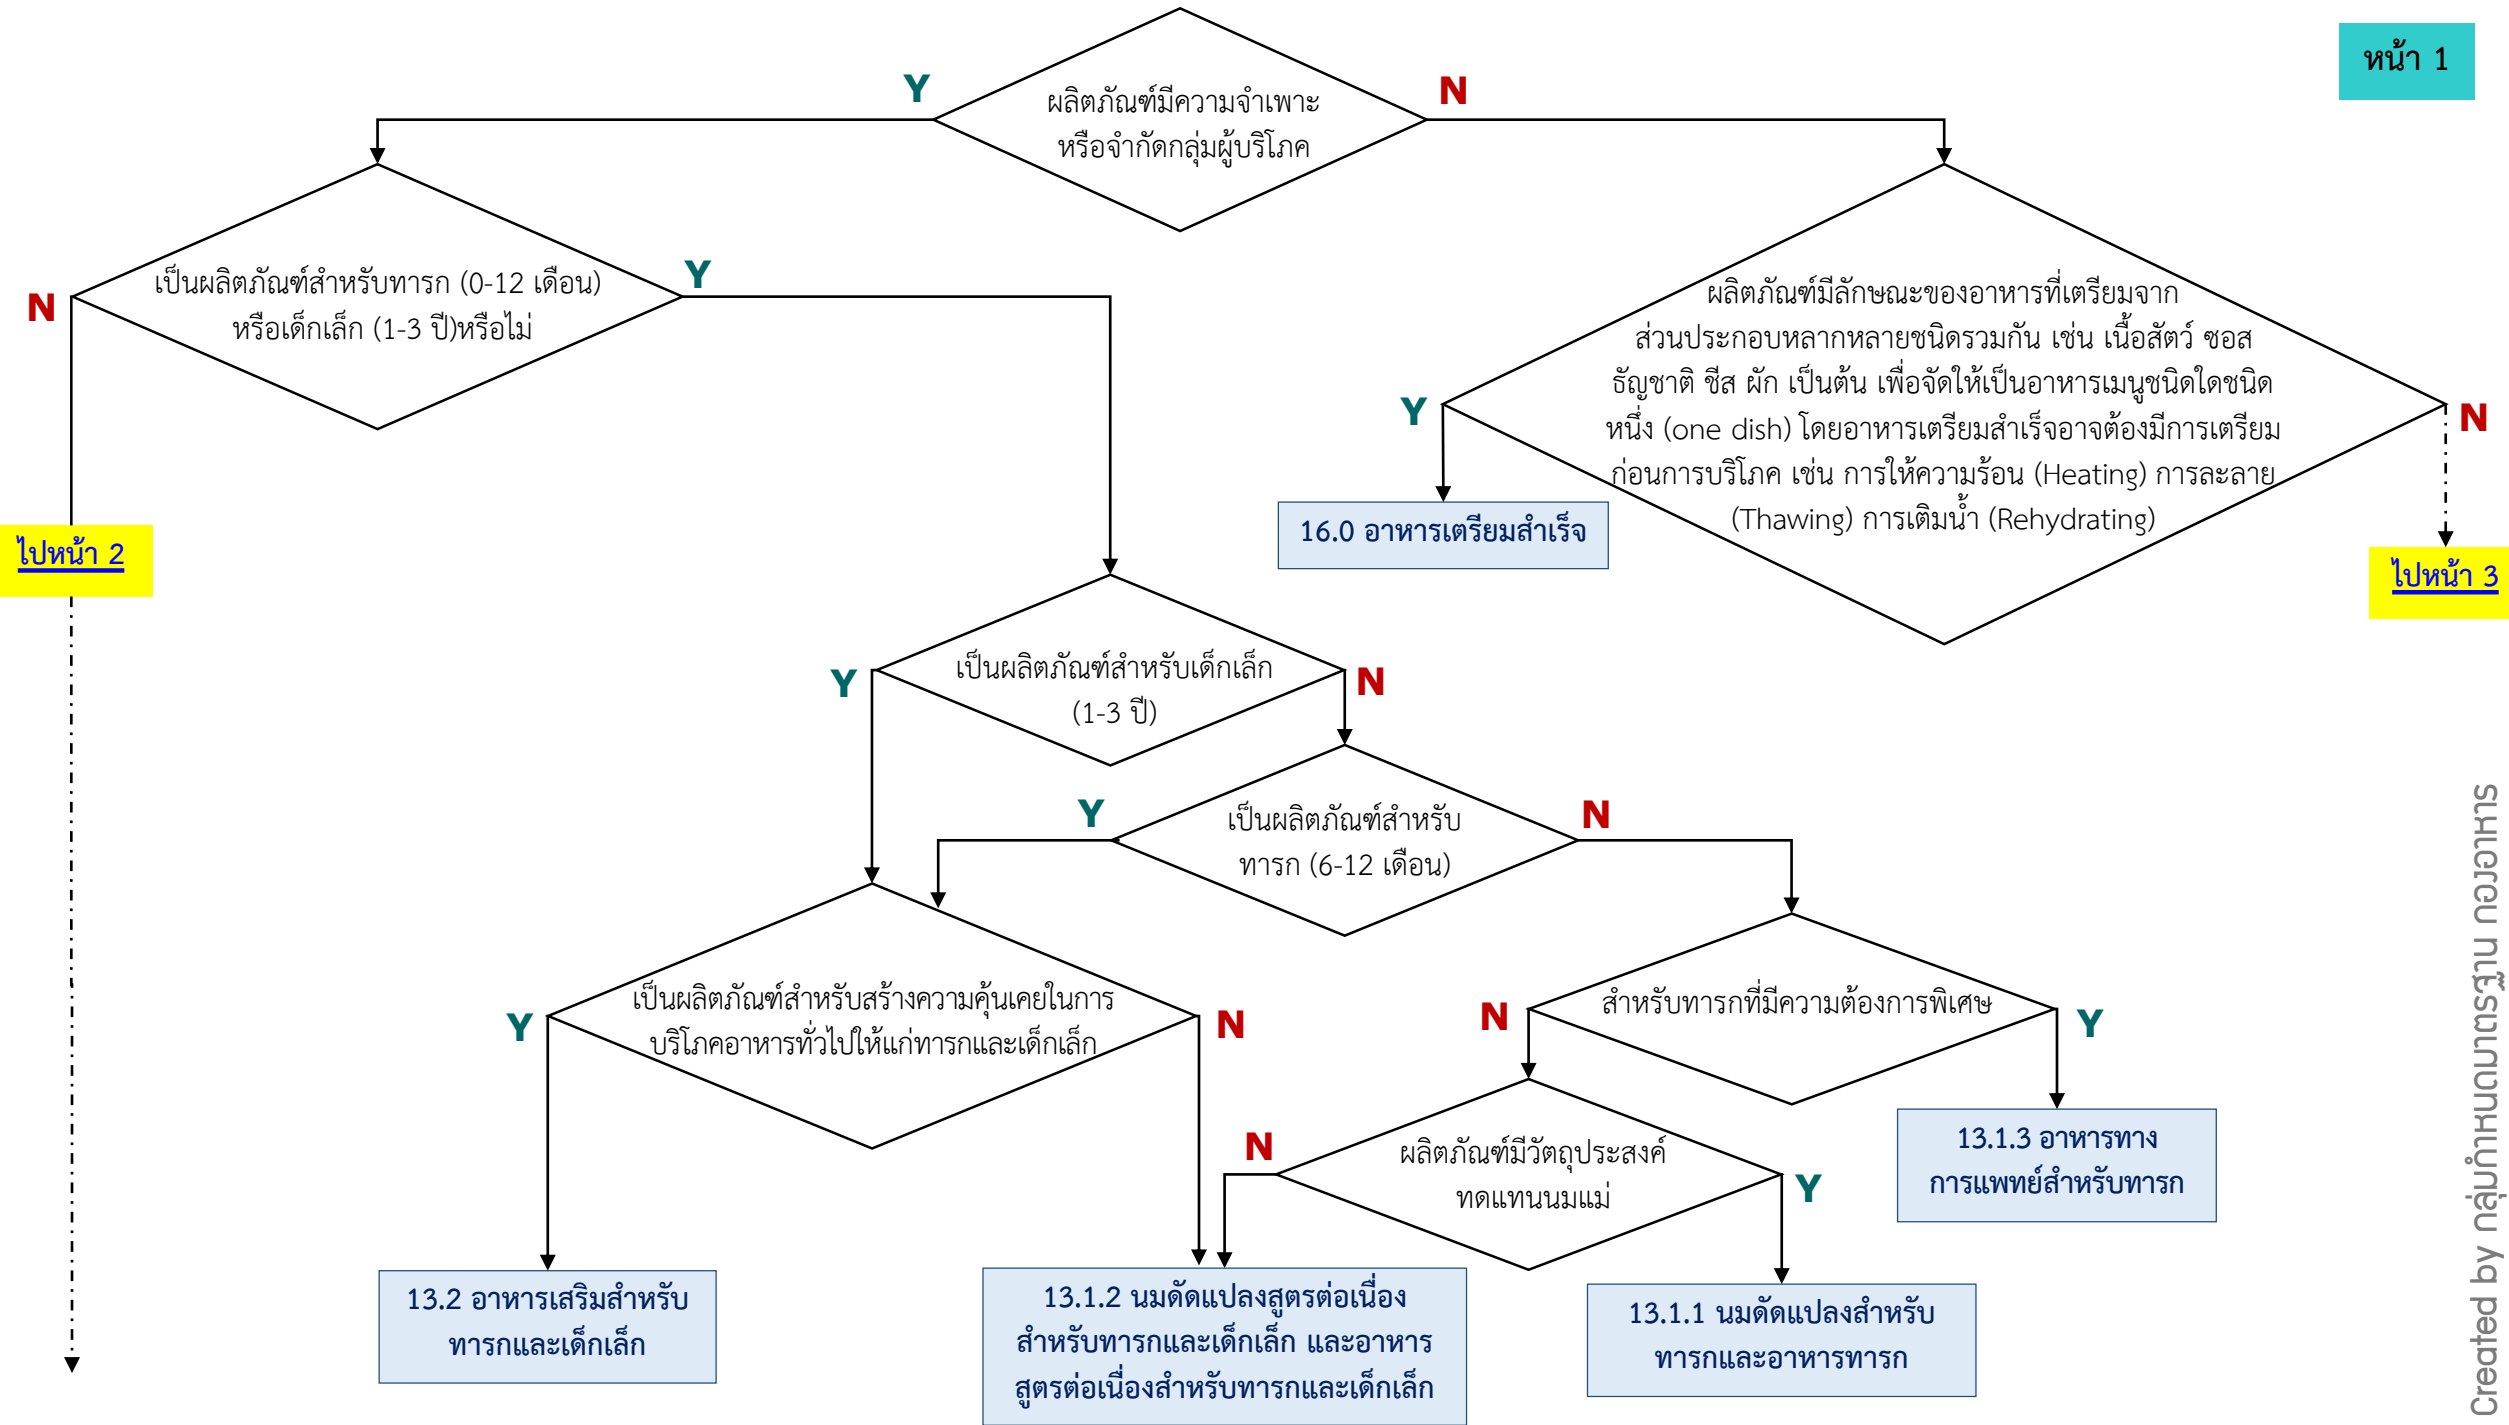 หน้า 1
Y
N
ผลิตภัณฑ์มีความจำเพาะ
หรือจำกัดกลุ่มผู้บริโภค
N
เป็นผลิตภัณฑ์สำหรับทารก (0-12 เดือน)
หรือเด็กเล็ก (1-3 ปี)หรือไม่
Y
Y
ผลิตภัณฑ์มีลักษณะของอาหารที่เตรียมจาก
ส่วนประกอบหลากหลายชนิดรวมกัน เช่น เนื้อสัตว์ ซอส
ธัญชาติ ชีส ผัก เป็นต้น เพื่อจัดให้เป็นอาหารเมนูชนิดใดชนิด
หนึ่ง (one dish) โดยอาหารเตรียมสำเร็จอาจต้องมีการเตรียม
ก่อนการบริโภค เช่น การให้ความร้อน (Heating) การละลาย
(Thawing) การเติมน้ำ (Rehydrating)
N
16.0 อาหารเตรียมสำเร็จ
ไปหน้า 2
ไปหน้า 3
Y
เป็นผลิตภัณฑ์สำหรับเด็กเล็ก
(1-3 ปี)
N
Y
เป็นผลิตภัณฑ์สำหรับ
ทารก (6-12 เดือน)
N
Y
เป็นผลิตภัณฑ์สำหรับสร้างความคุ้นเคยในการ
บริโภคอาหารทั่วไปให้แก่ทารกและเด็กเล็ก
N
N
สำหรับทารกที่มีความต้องการพิเศษ
Y
N
ผลิตภัณฑ์มีวัตถุประสงค์
ทดแทนนมแม่
Y
13.1.3 อาหารทาง
การแพทย์สำหรับทารก
13.2 อาหารเสริมสำหรับ
ทารกและเด็กเล็ก
13.1.2 นมดัดแปลงสูตรต่อเนื่อง
สำหรับทารกและเด็กเล็ก และอาหาร
สูตรต่อเนื่องสำหรับทารกและเด็กเล็ก
13.1.1 นมดัดแปลงสำหรับ
ทารกและอาหารทารก
Created by กลุ่มกำหนดมาตรฐาน กองอาหาร